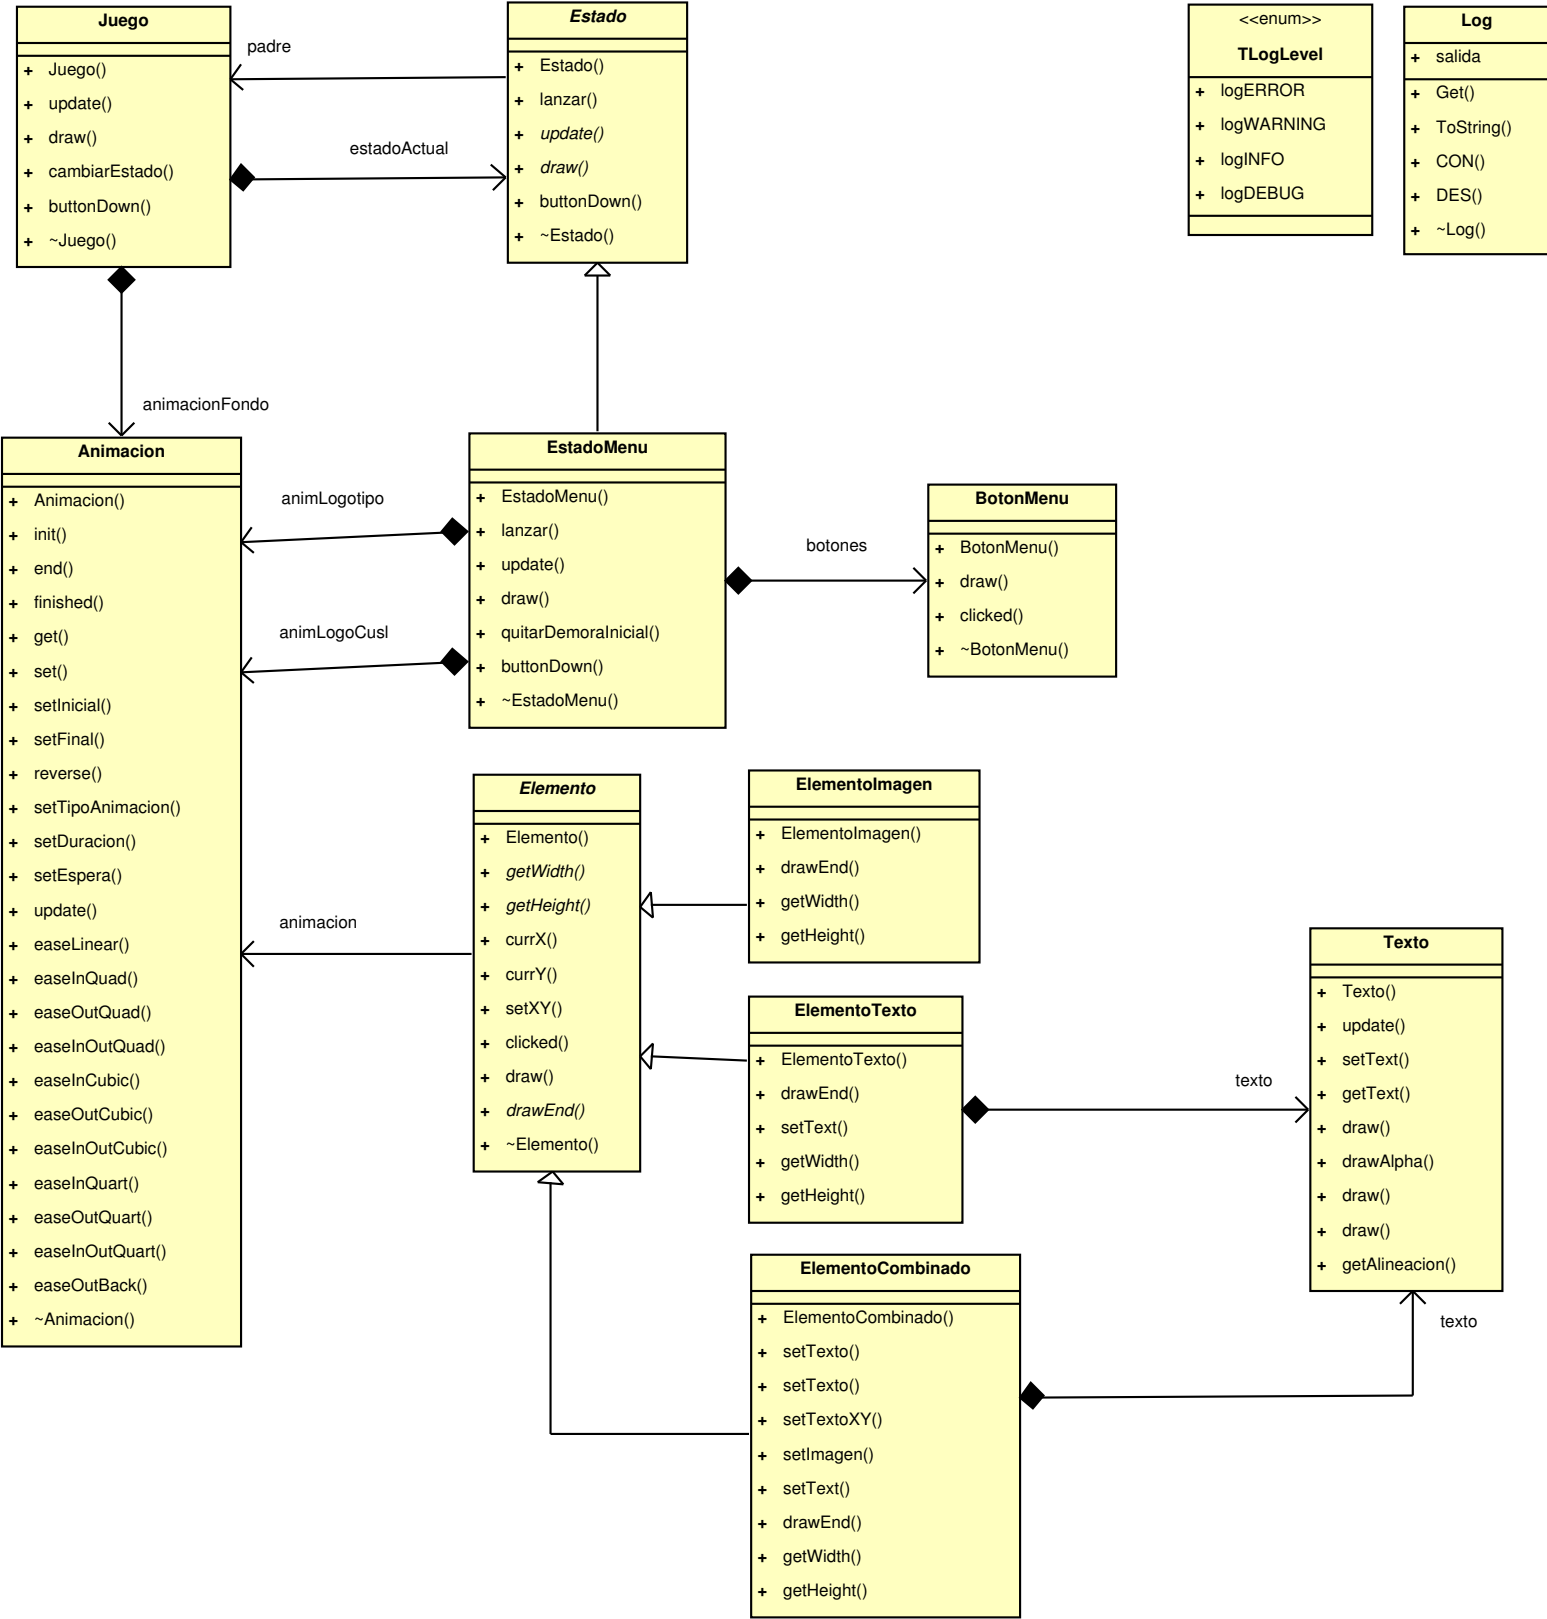 Juego
+ Juego()
+ update()
+ draw()
+ cambiarEstado()
+ buttonDown()
+ ~Juego()
padre
estadoActual
Estado
+ Estado()
+ lanzar()
+ update()
+ draw()
+ buttonDown()
+ ~Estado()
<<enum>>
TLogLevel
+ logERROR
+ logWARNING
+ logINFO
+ logDEBUG
Log
+ salida
+ Get()
+ ToString()
+ CON()
+ DES()
+ ~Log()
animacionFondo
Animacion
+ Animacion()
+ init()
+ end()
+ finished()
+ get()
+ set()
+ setInicial()
+ setFinal()
+ reverse()
+ setTipoAnimacion()
+ setDuracion()
+ setEspera()
+ update()
+ easeLinear()
+ easeInQuad()
+ easeOutQuad()
+ easeInOutQuad()
+ easeInCubic()
+ easeOutCubic()
+ easeInOutCubic()
+ easeInQuart()
+ easeOutQuart()
+ easeInOutQuart()
+ easeOutBack()
+ ~Animacion()
animLogotipo
animLogoCusl
EstadoMenu
+ EstadoMenu()
+ lanzar()
+ update()
+ draw()
+ quitarDemoraInicial()
+ buttonDown()
+ ~EstadoMenu()
botones
BotonMenu
+ BotonMenu()
+ draw()
+ clicked()
+ ~BotonMenu()
animacion
Elemento
+ Elemento()
+ getWidth()
+ getHeight()
+ currX()
+ currY()
+ setXY()
+ clicked()
+ draw()
+ drawEnd()
+ ~Elemento()
ElementoImagen
+ ElementoImagen()
+ drawEnd()
+ getWidth()
+ getHeight()
ElementoTexto
+ ElementoTexto()
+ drawEnd()
+ setText()
+ getWidth()
+ getHeight()
texto
Texto
+ Texto()
+ update()
+ setText()
+ getText()
+ draw()
+ drawAlpha()
+ draw()
+ draw()
+ getAlineacion()
texto
ElementoCombinado
+ ElementoCombinado()
+ setTexto()
+ setTexto()
+ setTextoXY()
+ setImagen()
+ setText()
+ drawEnd()
+ getWidth()
+ getHeight()